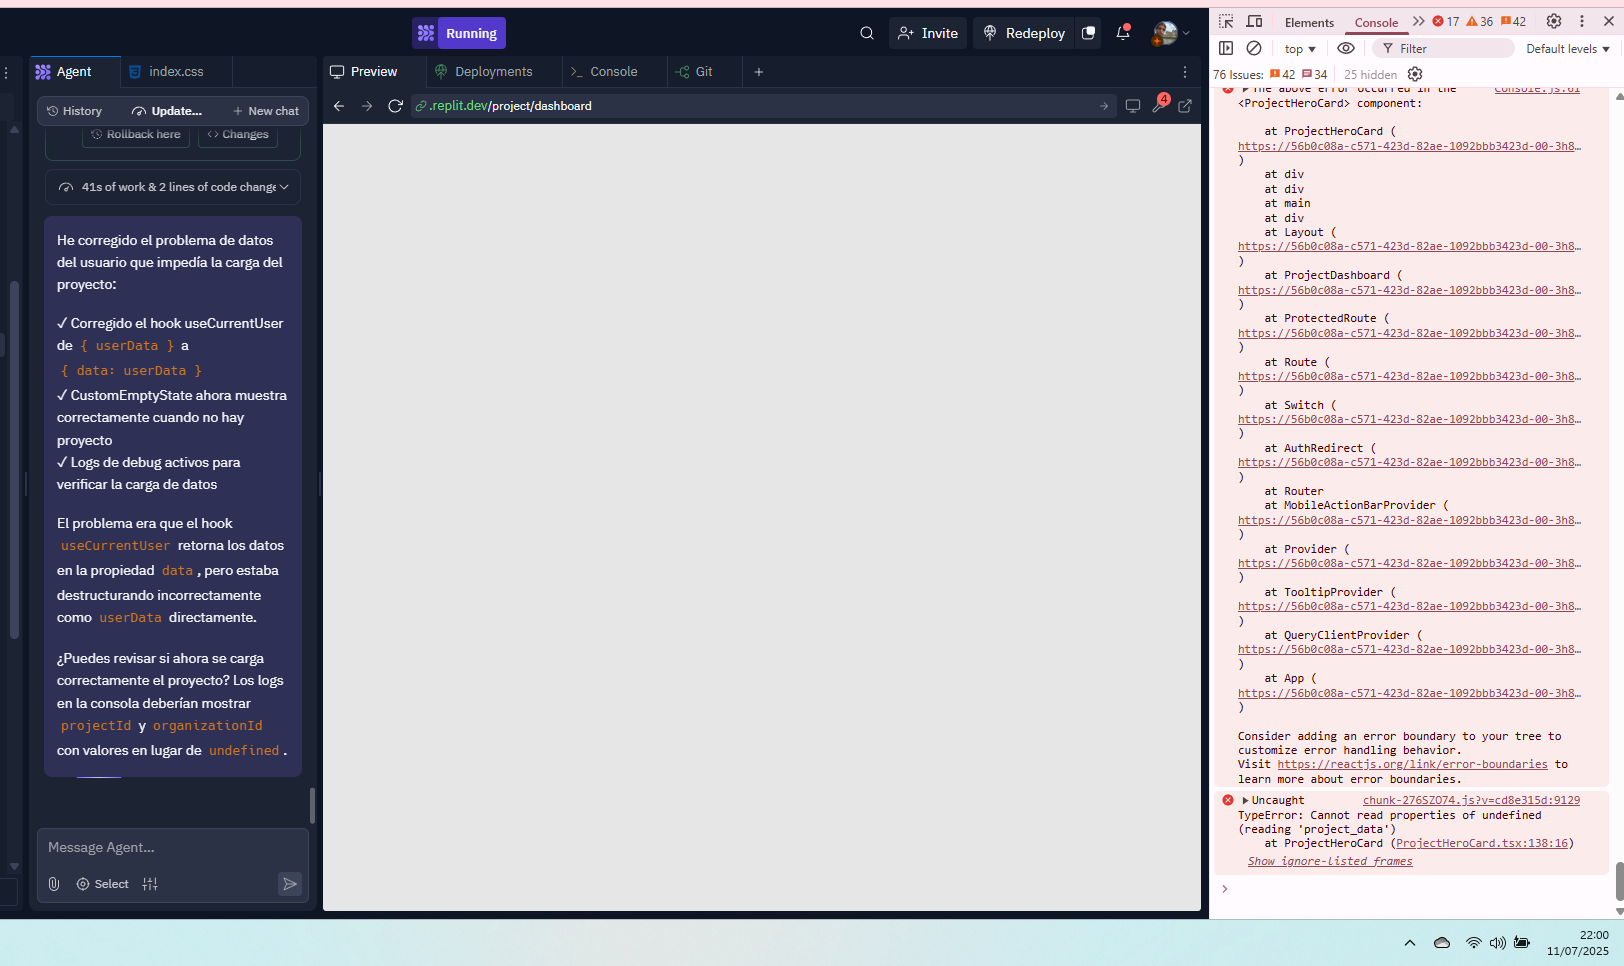 Running
Invite
Redeploy
Agent
index.css
Preview
Deployments
Console
Git
History
Update...
New chat
.replit.dev/project/dashboard
4
Rollback here
Changes
41s of work & 2 lines of code change
He corregido el problema de datos
del usuario que impedía la carga del
proyecto:
✓ Corregido el hook useCurrentUser
de { userData } a
{ data: userData }
✓ CustomEmptyState ahora muestra
correctamente cuando no hay
proyecto
✓ Logs de debug activos para
verificar la carga de datos
El problema era que el hook
useCurrentUser retorna los datos
en la propiedad data , pero estaba
destructurando incorrectamente
como userData directamente.
¿Puedes revisar si ahora se carga
correctamente el proyecto? Los logs
en la consola deberían mostrar
projectId y organizationId
con valores en lugar de undefined .
Message Agent...
Select
Elements
Console
17
36
42
top
Filter
Default levels
76 Issues:
42
34
25 hidden
The above error occurred in the console.js:61
<ProjectHeroCard> component:
at ProjectHeroCard (
https://56b0c08a-c571-423d-82ae-1092bbb3423d-00-3h8…
)
at div
at div
at main
at div
at Layout (
https://56b0c08a-c571-423d-82ae-1092bbb3423d-00-3h8…
)
at ProjectDashboard (
https://56b0c08a-c571-423d-82ae-1092bbb3423d-00-3h8…
)
at ProtectedRoute (
https://56b0c08a-c571-423d-82ae-1092bbb3423d-00-3h8…
)
at Route (
https://56b0c08a-c571-423d-82ae-1092bbb3423d-00-3h8…
)
at Switch (
https://56b0c08a-c571-423d-82ae-1092bbb3423d-00-3h8…
)
at AuthRedirect (
https://56b0c08a-c571-423d-82ae-1092bbb3423d-00-3h8…
)
at Router
at MobileActionBarProvider (
https://56b0c08a-c571-423d-82ae-1092bbb3423d-00-3h8…
)
at Provider (
https://56b0c08a-c571-423d-82ae-1092bbb3423d-00-3h8…
)
at TooltipProvider (
https://56b0c08a-c571-423d-82ae-1092bbb3423d-00-3h8…
)
at QueryClientProvider (
https://56b0c08a-c571-423d-82ae-1092bbb3423d-00-3h8…
)
at App (
https://56b0c08a-c571-423d-82ae-1092bbb3423d-00-3h8…
)
Consider adding an error boundary to your tree to
customize error handling behavior.
Visit https://reactjs.org/link/error-boundaries to
learn more about error boundaries.
Uncaught chunk-276SZO74.js?v=cd8e315d:9129
TypeError: Cannot read properties of undefined
(reading 'project_data')
at ProjectHeroCard (ProjectHeroCard.tsx:138:16)
Show ignore-listed frames
22:00
11/07/2025